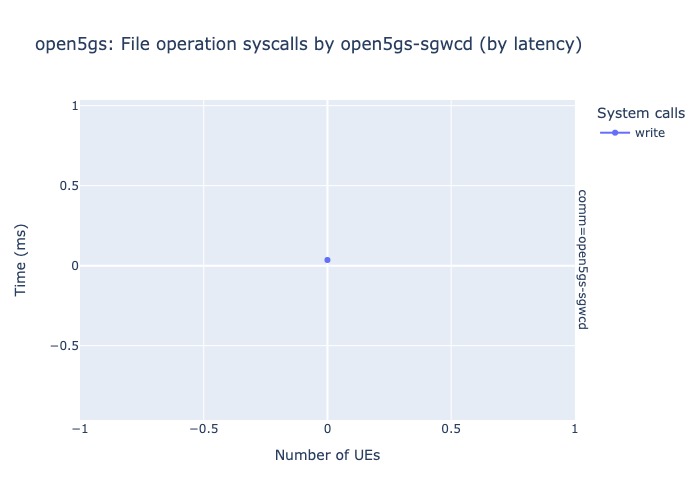 open5gs: File operation syscalls by open5gs-sgwcd (by latency)
System calls
write
1
0.5
0
−0.5
Time (ms)
comm=open5gs-sgwcd
−1
−0.5
0
0.5
1
Number of UEs